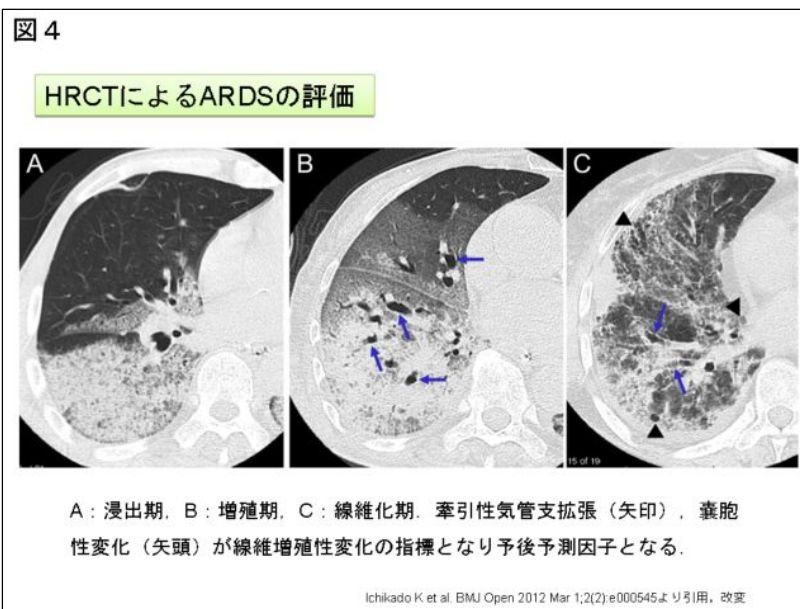 図4
HRCTによるARDSの評価
A B C
15 of 19
A:浸出期,B:増殖期,C:線維化期.牽引性気管支拡張(矢印),嚢胞
性変化(矢頭)が線維増殖性変化の指標となり予後予測因子となる.
Ichikado K et al. BMJ Open 2012 Mar 1;2(2):e000545より引用,改変